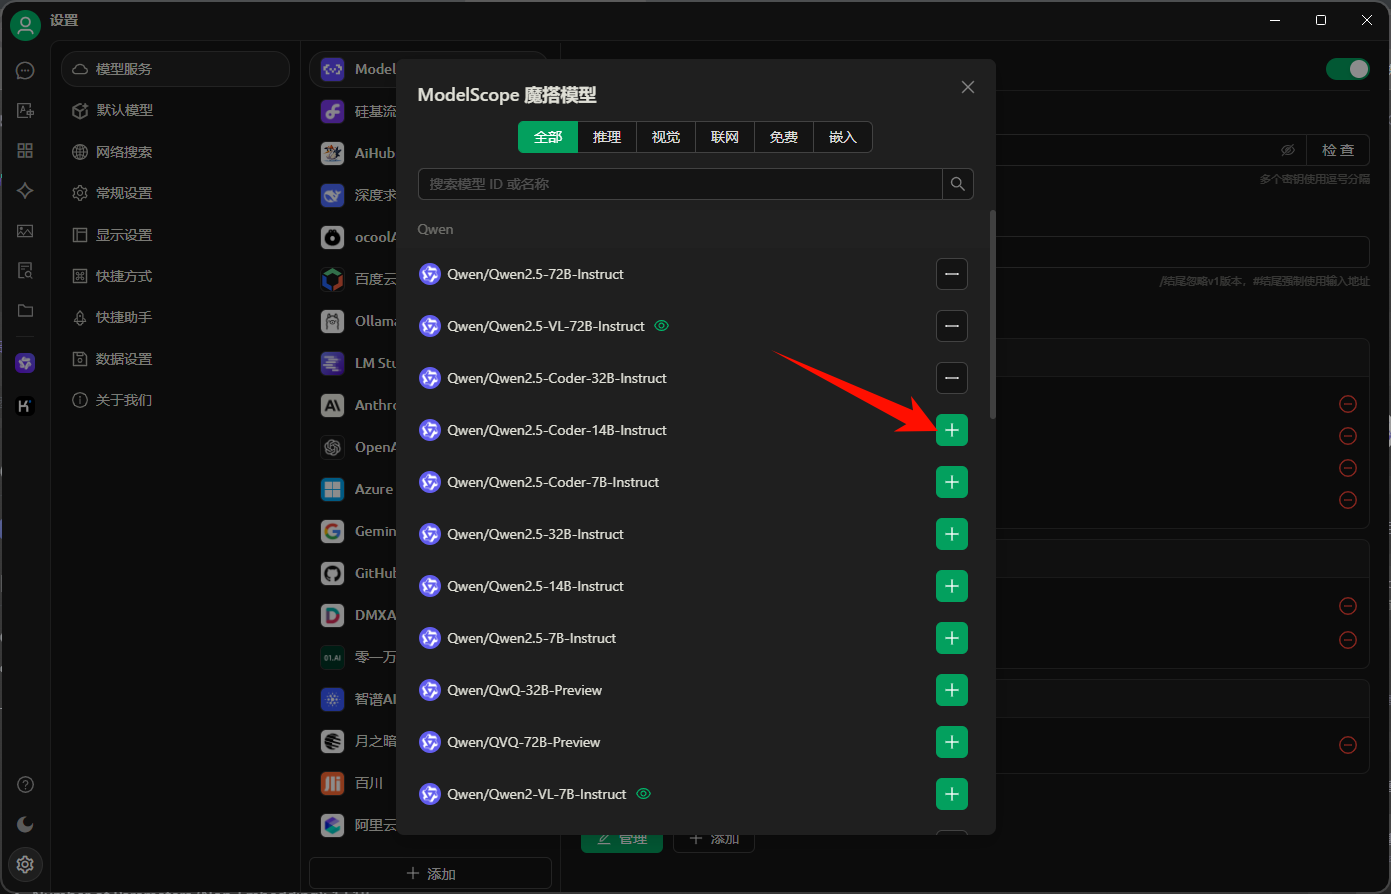 设置
模型服务
默认模型
网络搜索
常规设置
显示设置
快捷方式
快捷助手
数据设置
关于我们
Model
硅基流
AiHub
深度求
ocoolA
百度云
Ollama
LM Stu
Anthro
OpenA
Azure
Gemin
GitHub
DMXA
01.AI
零一万
智谱AI
月之暗
百川
阿里云
添加
ModelScope 魔搭模型
全部
推理
视觉
联网
免费
嵌入
搜索模型 ID 或名称
Qwen
Qwen/Qwen2.5-72B-Instruct
Qwen/Qwen2.5-VL-72B-Instruct
Qwen/Qwen2.5-Coder-32B-Instruct
Qwen/Qwen2.5-Coder-14B-Instruct
Qwen/Qwen2.5-Coder-7B-Instruct
Qwen/Qwen2.5-32B-Instruct
Qwen/Qwen2.5-14B-Instruct
Qwen/Qwen2.5-7B-Instruct
Qwen/QwQ-32B-Preview
Qwen/QVQ-72B-Preview
Qwen/Qwen2-VL-7B-Instruct
检查
多个密钥使用逗号分隔
/结尾忽略v1版本，#结尾强制使用输入地址
管理
添加